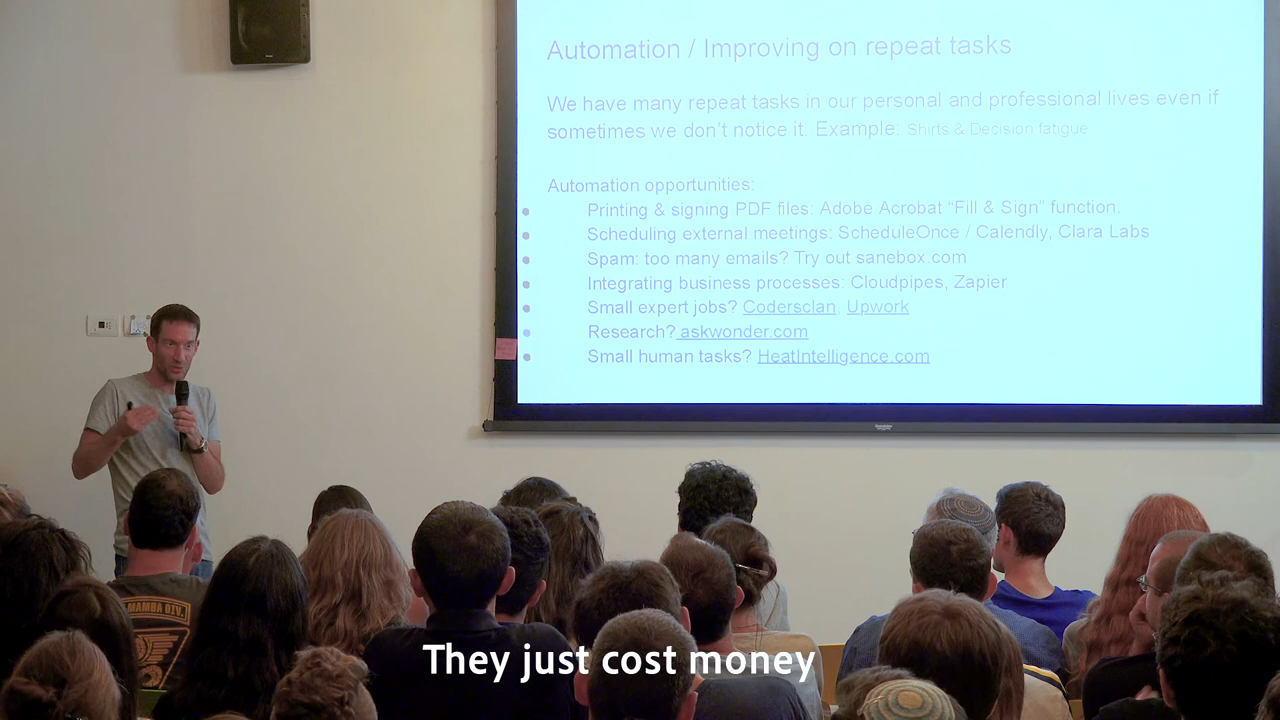 Automation / Improving on repeat tasks
We have many repeat tasks in our personal and professional lives even if
sometimes we don't notice it. Example: Shirts & Decision fatigue
Automation opportunities:
• Printing & signing PDF files: Adobe Acrobat “Fill & Sign” function.
• Scheduling external meetings: ScheduleOnce / Calendly, Clara Labs
• Spam: too many emails? Try out sanebox.com
• Integrating business processes: Cloudpipes, Zapier
• Small expert jobs? Codersclan, Upwork
• Research? askwonder.com
• Small human tasks? HeatIntelligence.com
MAMBA DIV.
They just cost money